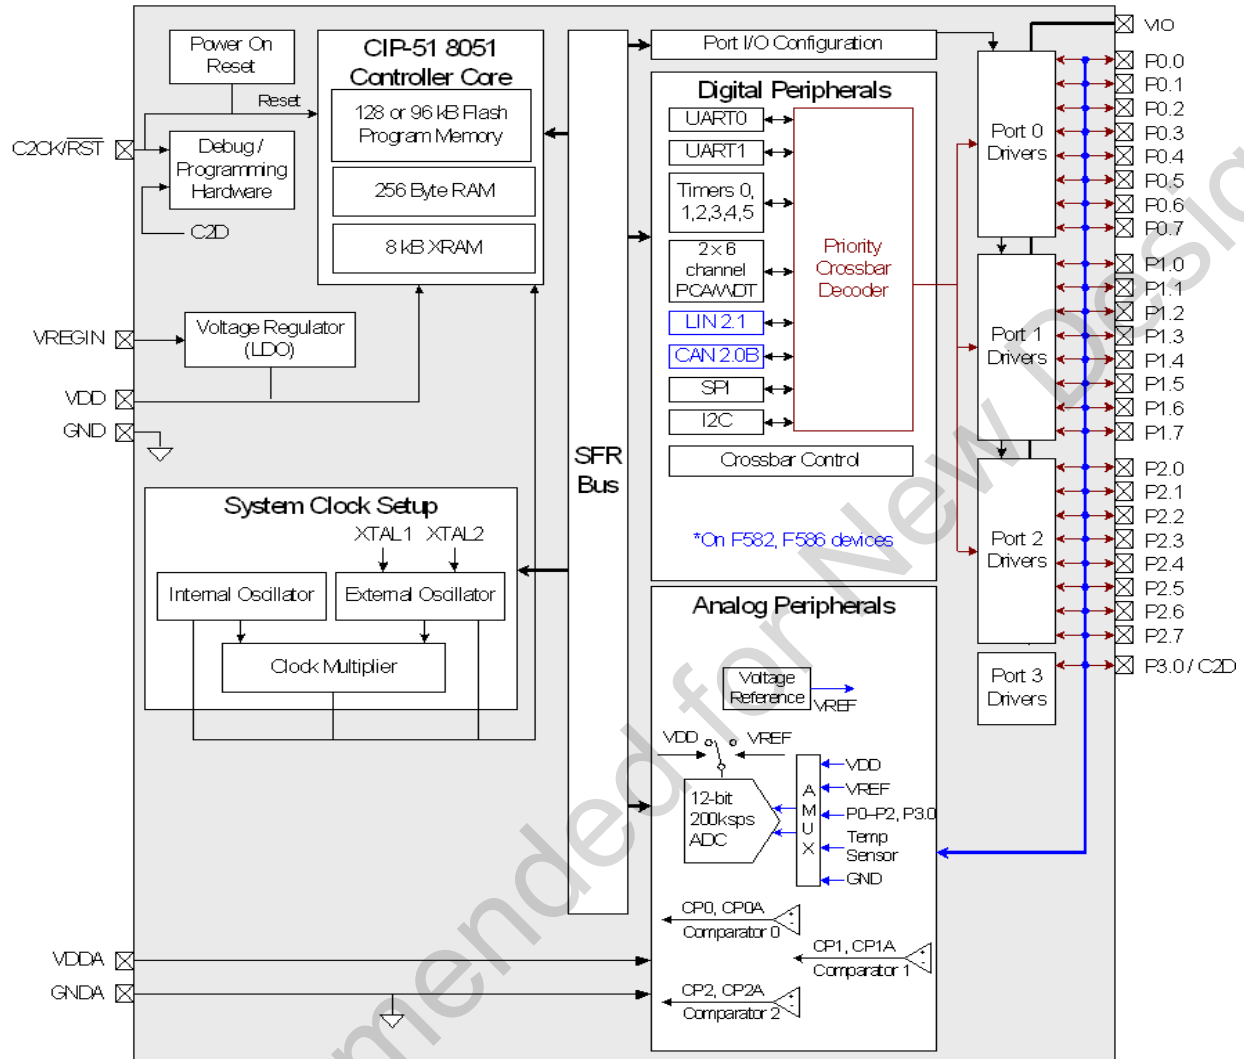 Power On
Reset
Reset
C2CK/RST
Debug /
Programming
Hardware
C2D
CIP-51 8051
Controller Core
128 or 96 kB Flash
Program Memory
256 Byte RAM
8 kB XRAM
VREGIN
Voltage Regulator
(LDO)
VDD
GND
System Clock Setup
XTAL1 XTAL2
Internal Oscillator
External Oscillator
Clock Multiplier
VDDA
GNDA
SFR
Bus
Port I/O Configuration
Digital Peripherals
UART0
UART1
Timers 0,
1,2,3,4,5
2 x 6
channel
PCA/WDT
LIN 2.1
CAN 2.0B
SPI
I2C
Priority
Crossbar
Decoder
Crossbar Control
*On F582, F586 devices
Analog Peripherals
Voltage
Reference
VREF
VDD
VREF
12-bit
200ksps
ADC
A
M
U
X
VDD
VREF
P0–P2, P3.0
Temp
Sensor
GND
CP0, CP0A
Comparator 0
CP1, CP1A
Comparator 1
CP2, CP2A
Comparator 2
Port 0
Drivers
Port 1
Drivers
Port 2
Drivers
Port 3
Drivers
VIO
P0.0
P0.1
P0.2
P0.3
P0.4
P0.5
P0.6
P0.7
P1.0
P1.1
P1.2
P1.3
P1.4
P1.5
P1.6
P1.7
P2.0
P2.1
P2.2
P2.3
P2.4
P2.5
P2.6
P2.7
P3.0 / C2D
mended for New Desig